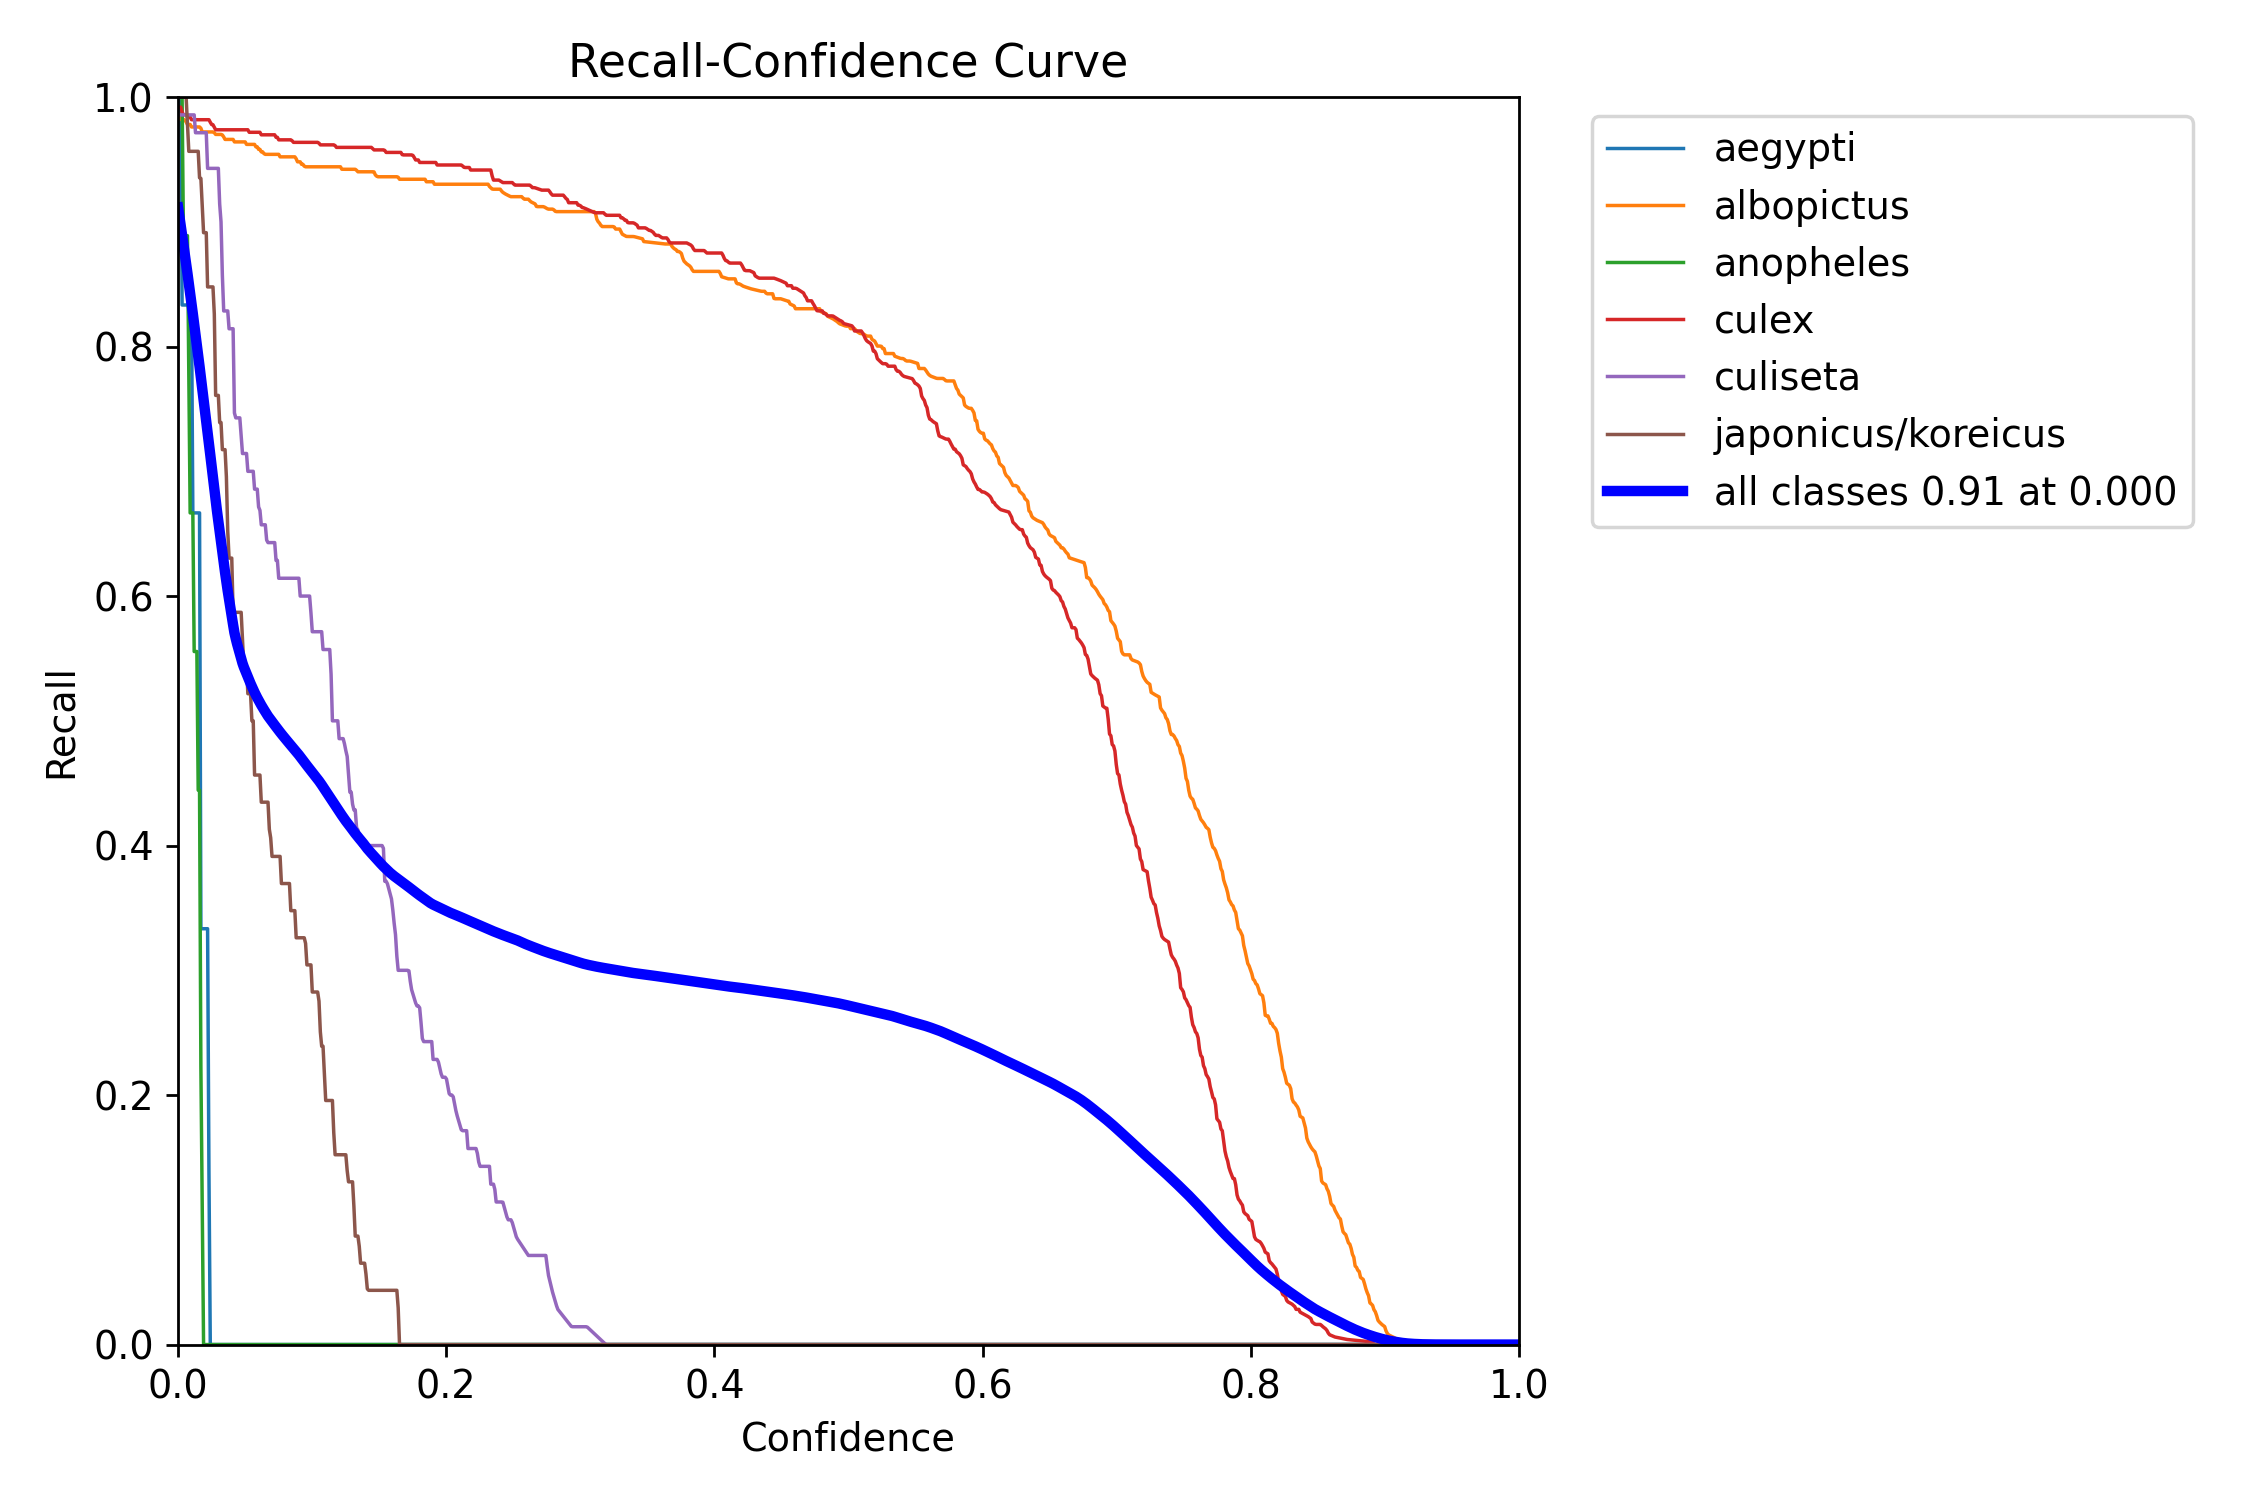 Recall-Confidence Curve
1.0
0.8
0.6
0.4
0.2
0.0
Recall
0.0 0.2 0.4 0.6 0.8 1.0
Confidence
aegypti
albopictus
anopheles
culex
culiseta
japonicus/koreicus
all classes 0.91 at 0.000